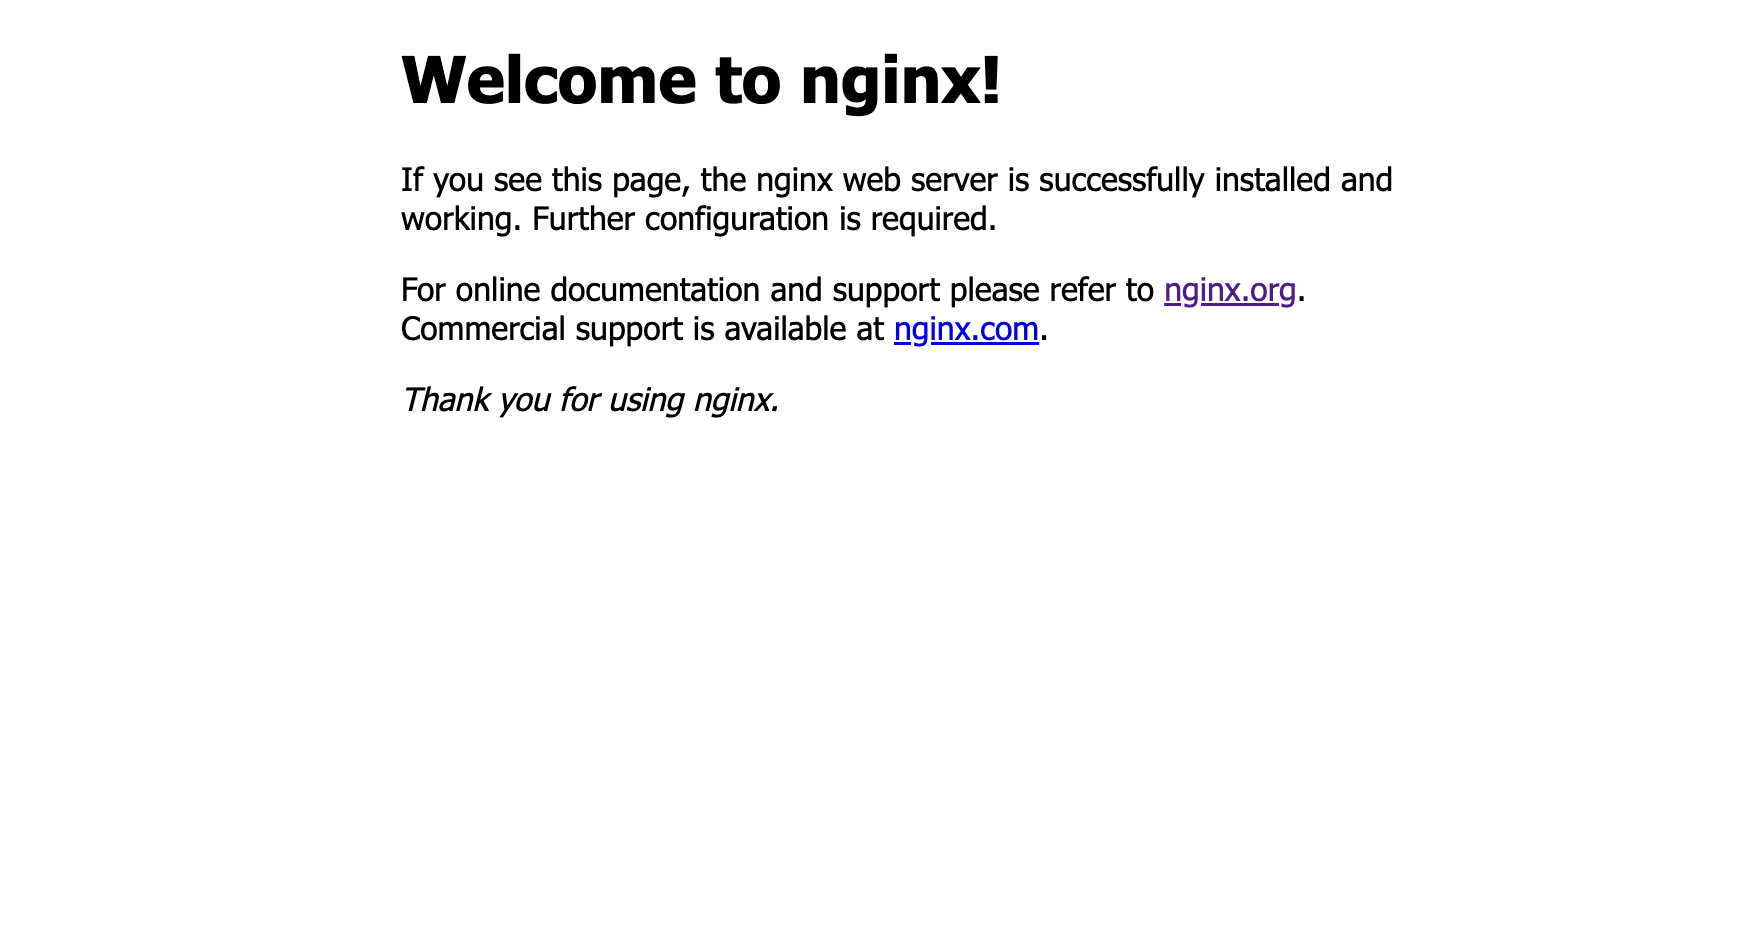 Welcome to nginx!
If you see this page, the nginx web server is successfully installed and
working. Further configuration is required.
For online documentation and support please refer to nginx.org.
Commercial support is available at nginx.com.
Thank you for using nginx.